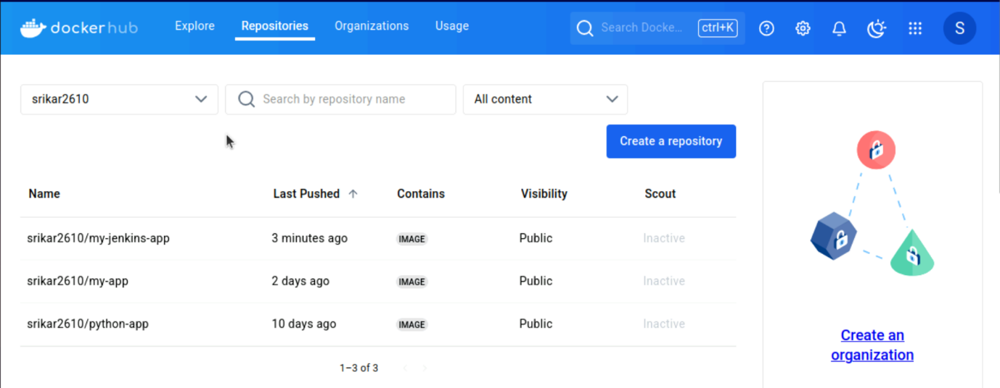 dockerhub Explore Repositories Organizations Usage Search Docke... ctrl+K S
srikar2610 Search by repository name All content
Create a repository
Name Last Pushed Contains Visibility Scout
srikar2610/my-jenkins-app 3 minutes ago IMAGE Public Inactive
srikar2610/my-app 2 days ago IMAGE Public Inactive
srikar2610/python-app 10 days ago IMAGE Public Inactive
1–3 of 3
Create an
organization